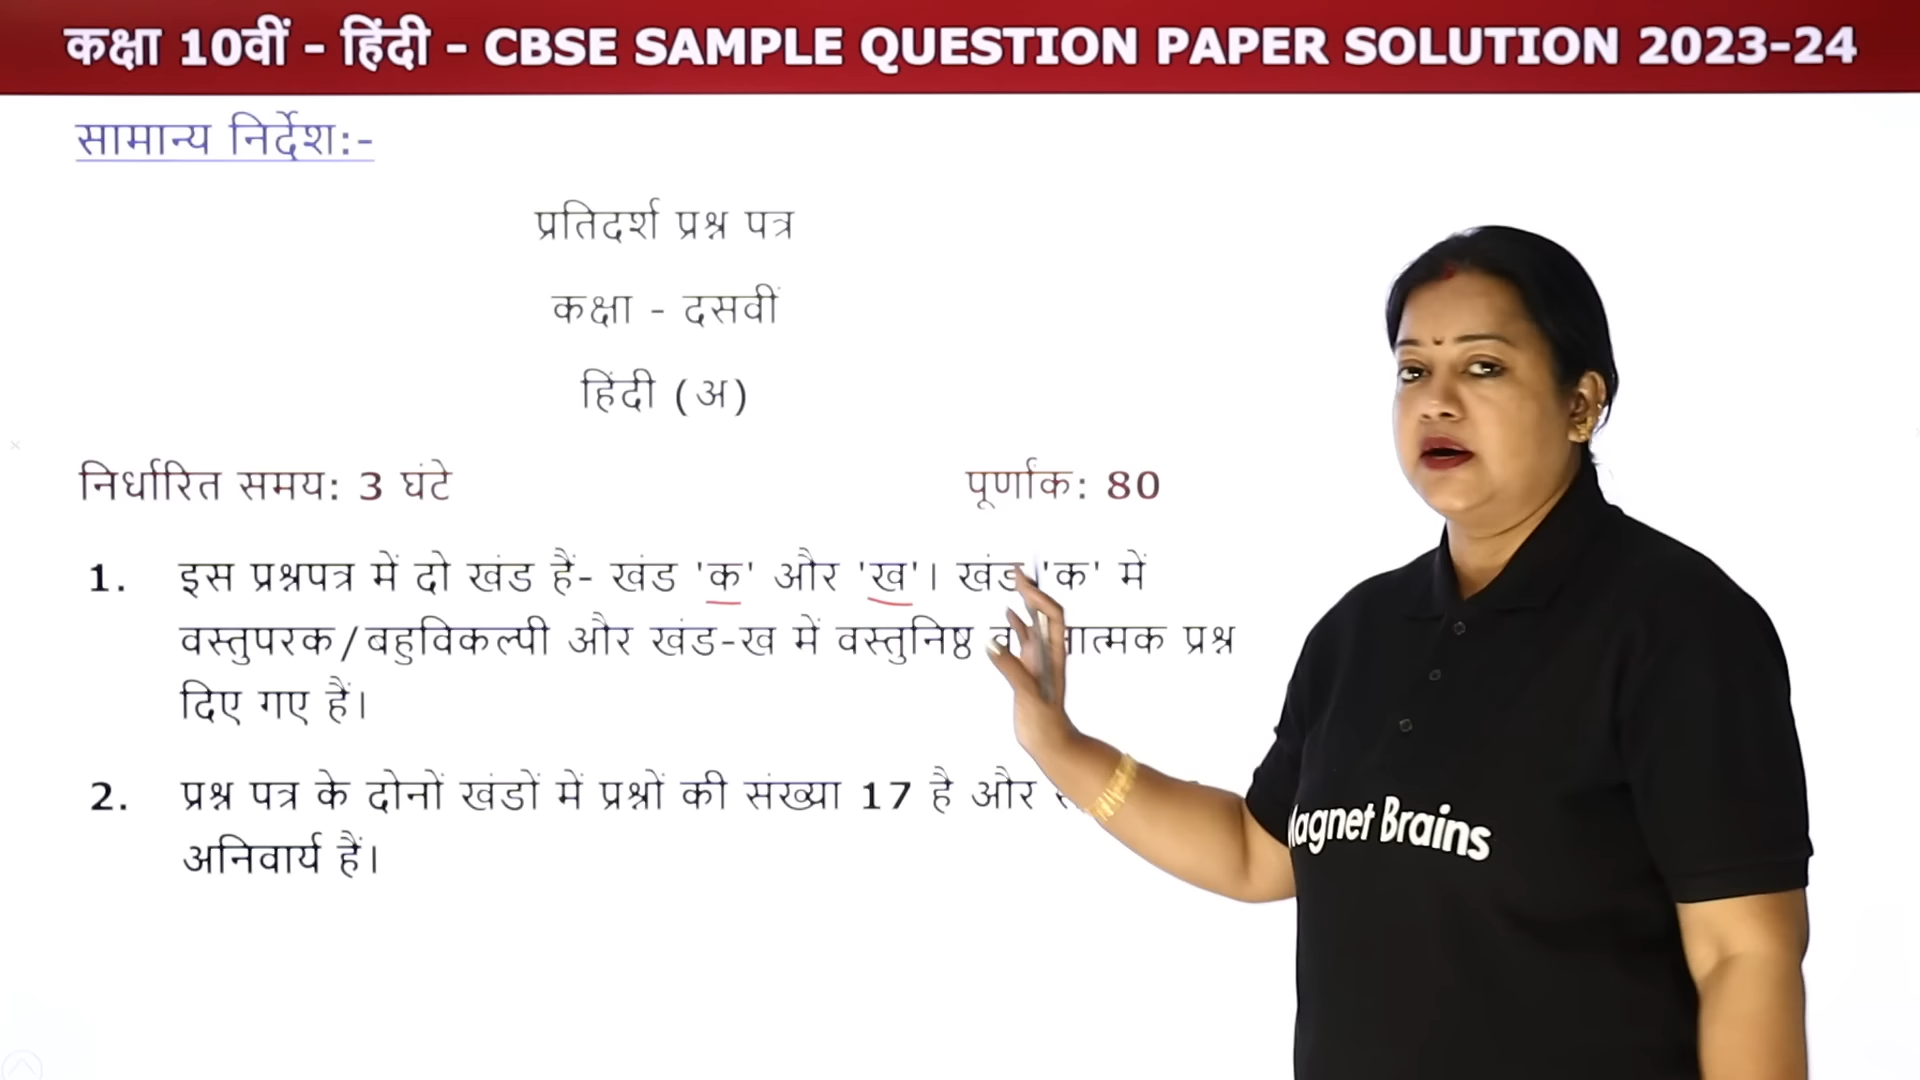 कक्षा 10वीं - हिंदी - CBSE SAMPLE QUESTION PAPER SOLUTION 2023-24
सामान्य निर्देश:-
प्रतिदर्श प्रश्न पत्र
कक्षा - दसवीं
हिंदी (अ)
निर्धारित समय: 3 घंटे पूर्णांक: 80
1. इस प्रश्नपत्र में दो खंड हैं- खंड 'क' और 'ख'। खंड 'क' में
वस्तुपरक/बहुविकल्पी और खंड-ख में वस्तुनिष्ठ प्रश्न
दिए गए हैं।
2. प्रश्न पत्र के दोनों खंडों में प्रश्नों की संख्या 17 है और
अनिवार्य हैं।
Magnet Brains